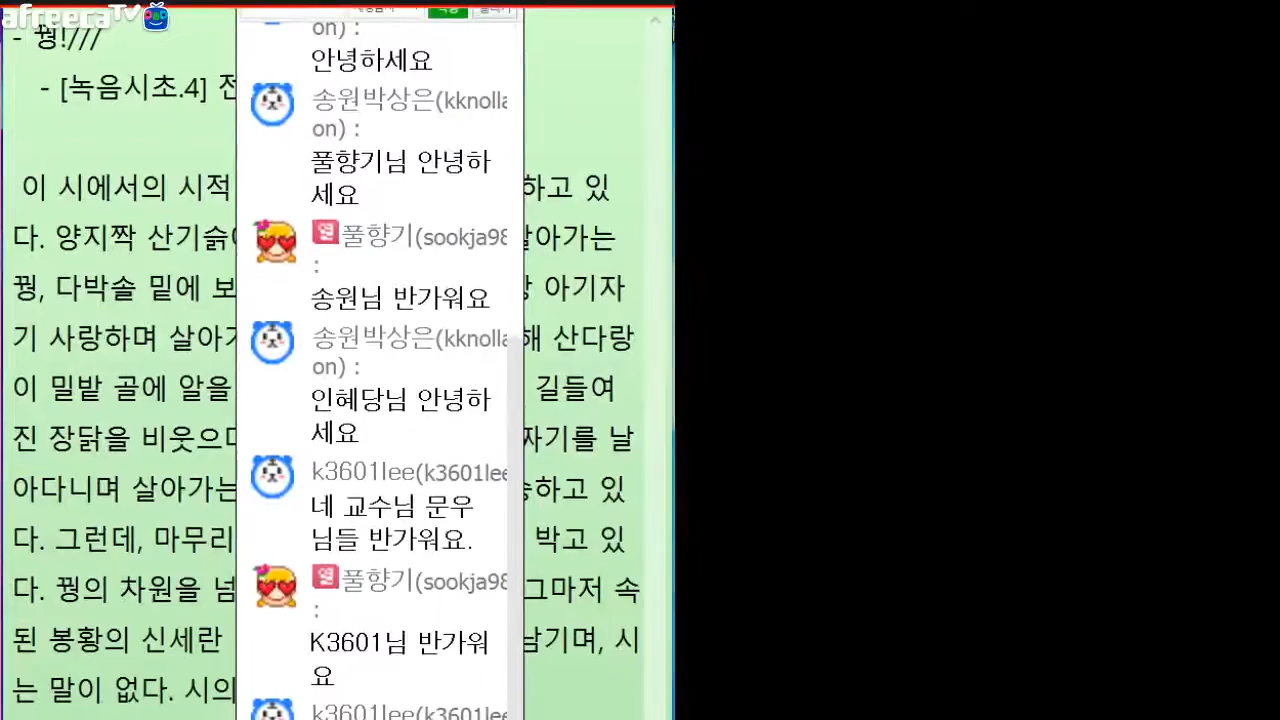 afreecaTV
- 꿩!///
- [녹음시초.4] 전
이 시에서의 시적
하고 있
다. 양지짝 산기슭에
살아가는
꿩, 다박솔 밑에 보
아기자
기 사랑하며 살아가
해 산다랑
이 밀밭 골에 알을
길들여
진 장닭을 비웃으며
짜기를 날
아다니며 살아가는
하고 있
다. 그런데, 마무리
박고 있
다. 꿩의 차원을 넘
그마저 속
된 봉황의 신세란
남기며, 시
는 말이 없다. 시의
on) :
안녕하세요
송원박상은(kknolla
on) :
풀향기님 안녕하
세요
열 풀향기(sookja98
:
송원님 반가워요
송원박상은(kknolla
on) :
인혜당님 안녕하
세요
k3601lee(k3601lee
네 교수님 문우
님들 반가워요.
열 풀향기(sookja98
:
K3601님 반가워
요
k3601lee(k3601lee